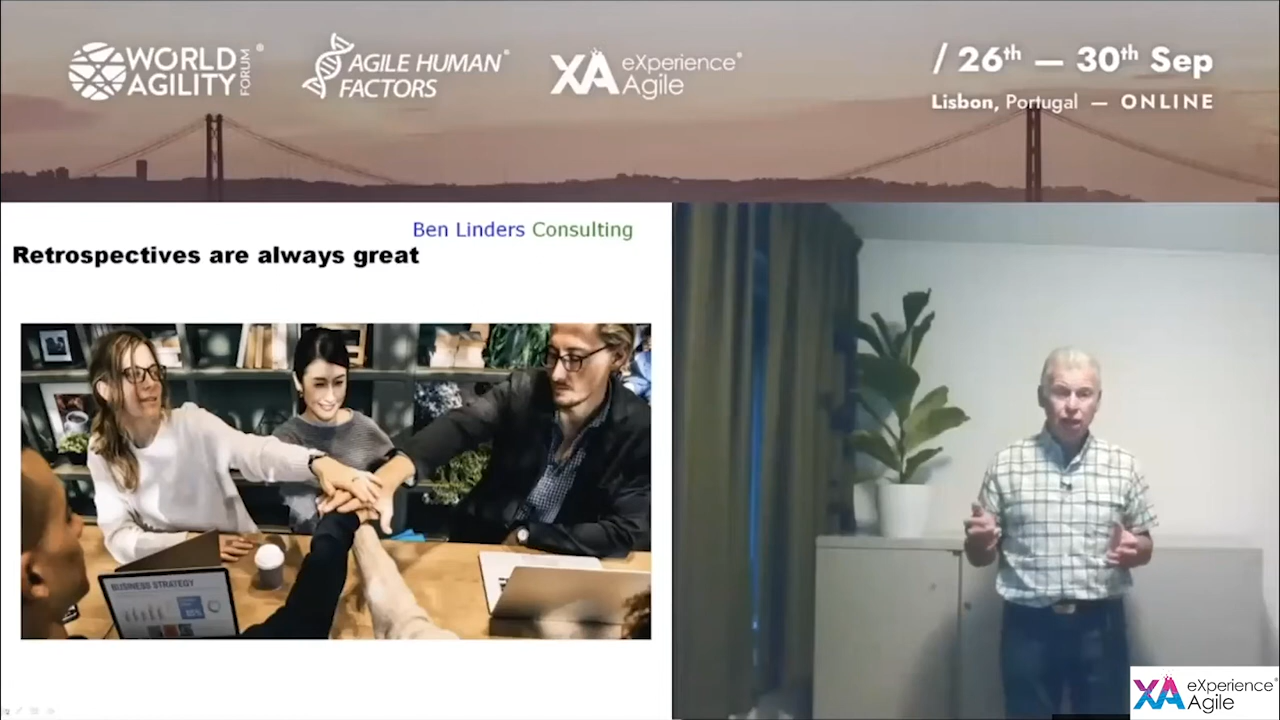 WORLD AGILITY FORUM®
AGILE HUMAN FACTORS®
XA eXperience Agile®
/ 26th — 30th Sep
Lisbon, Portugal — ONLINE
Ben Linders Consulting
Retrospectives are always great
BUSINESS STRATEGY
XA eXperience Agile®